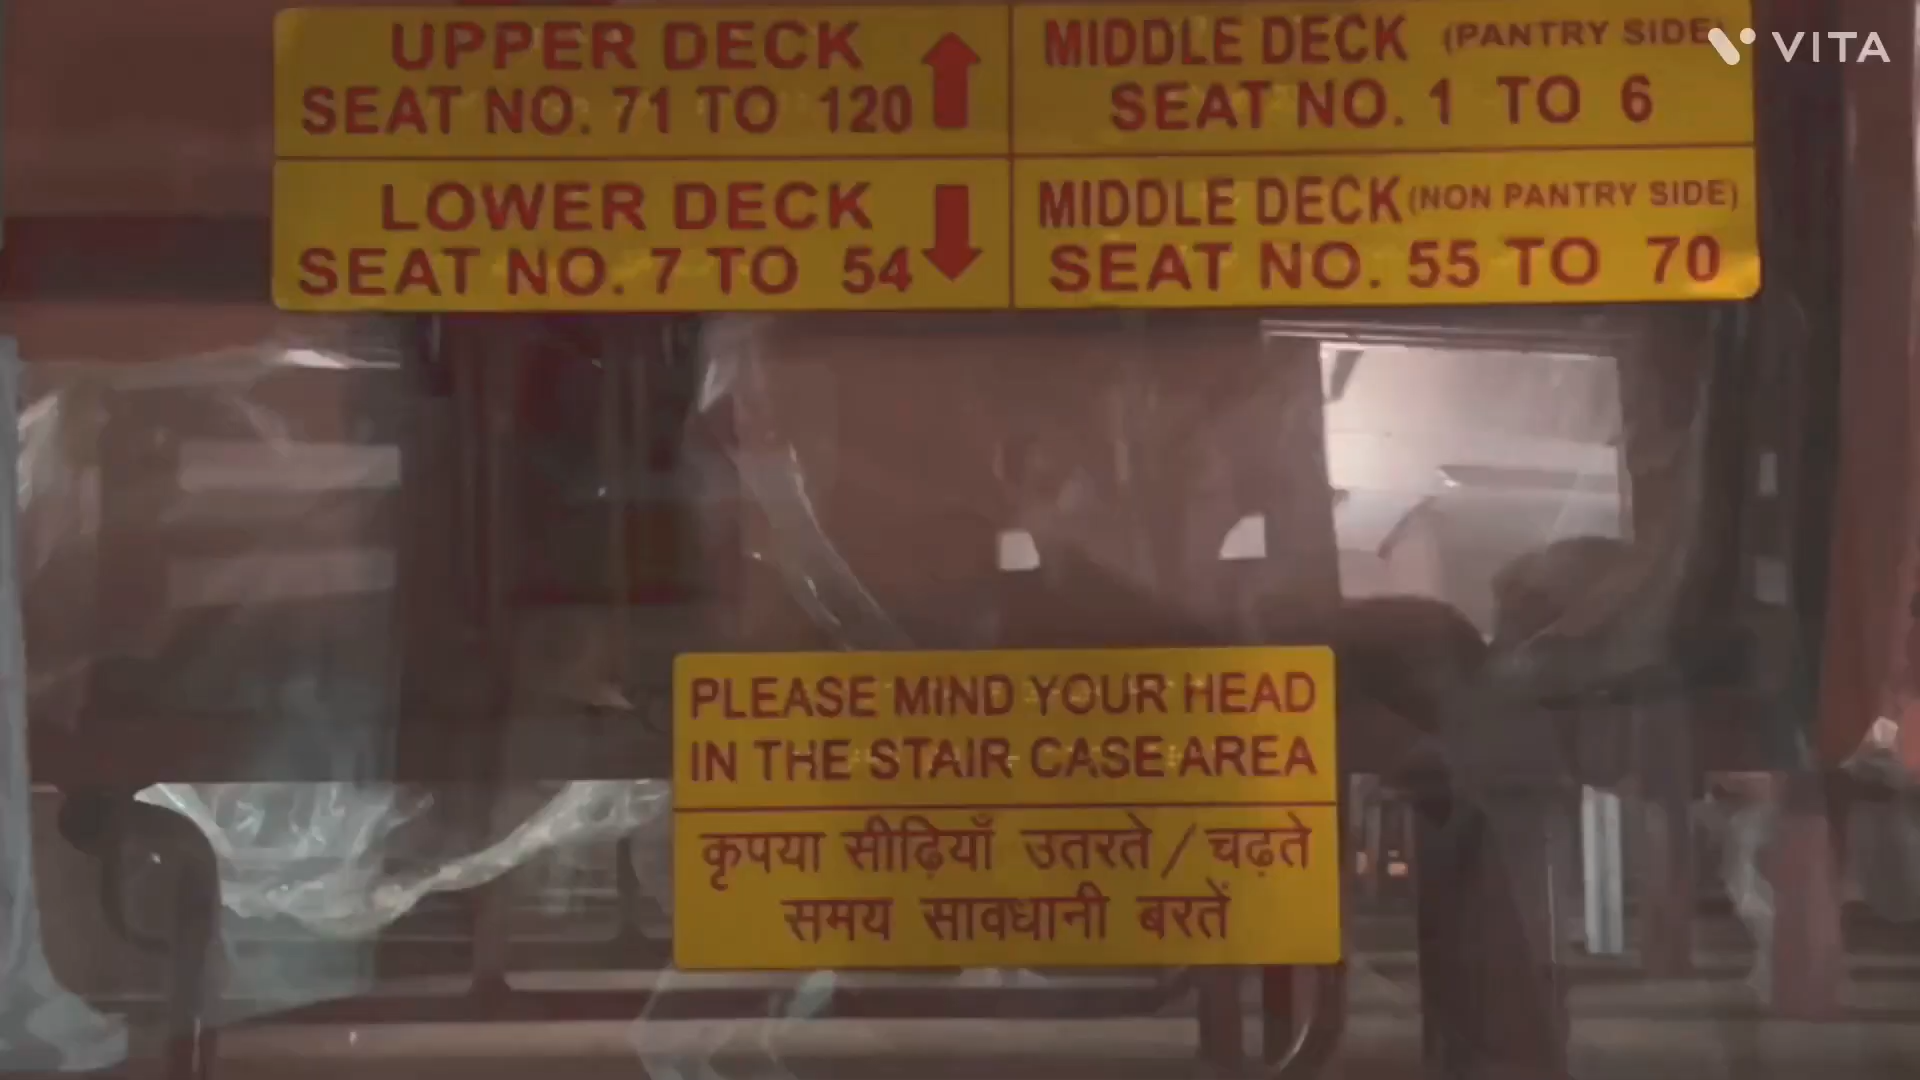 UPPER DECK
SEAT NO. 71 TO 120
MIDDLE DECK (PANTRY SIDE)
SEAT NO. 1 TO 6
LOWER DECK
SEAT NO. 7 TO 54
MIDDLE DECK (NON PANTRY SIDE)
SEAT NO. 55 TO 70
VITA
PLEASE MIND YOUR HEAD
IN THE STAIR CASE AREA
कृपया सीढ़ियाँ उतरते / चढ़ते
समय सावधानी बरतें